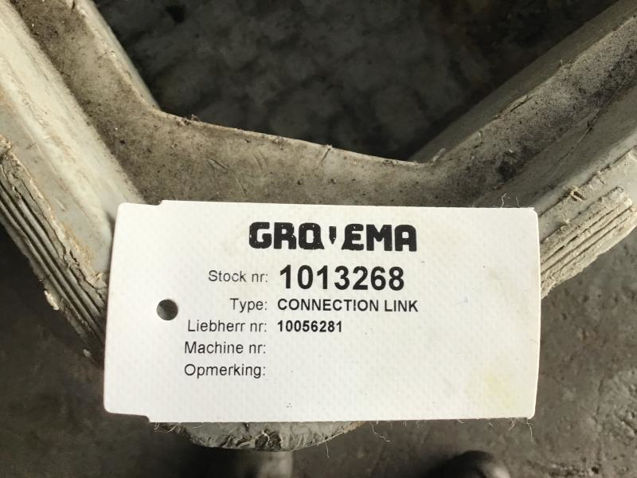 GROVEMA
Stock nr: 1013268
Type: CONNECTION LINK
Liebherr nr: 10056281
Machine nr:
Opmerking: